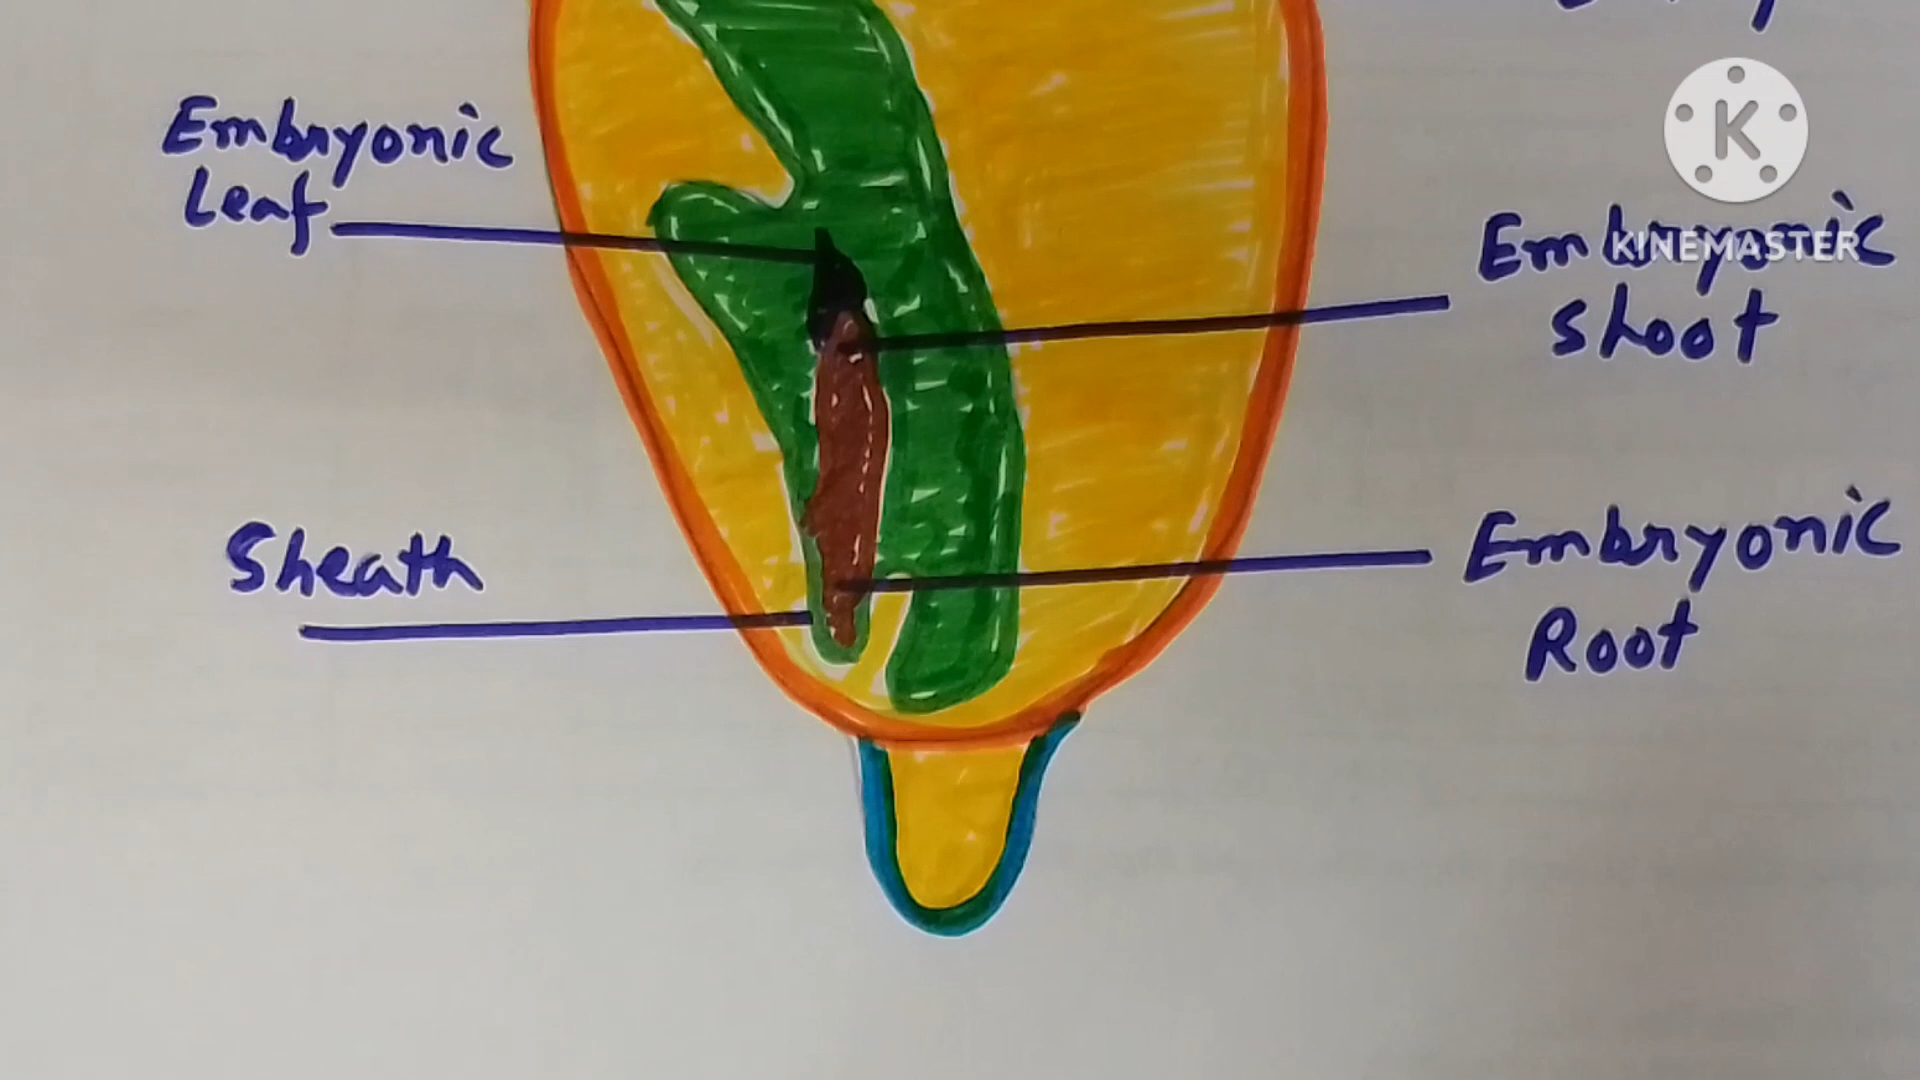 Embryonic
Leaf
K
KINEMASTER
Embryonic
Shoot
Sheath
Embryonic
Root